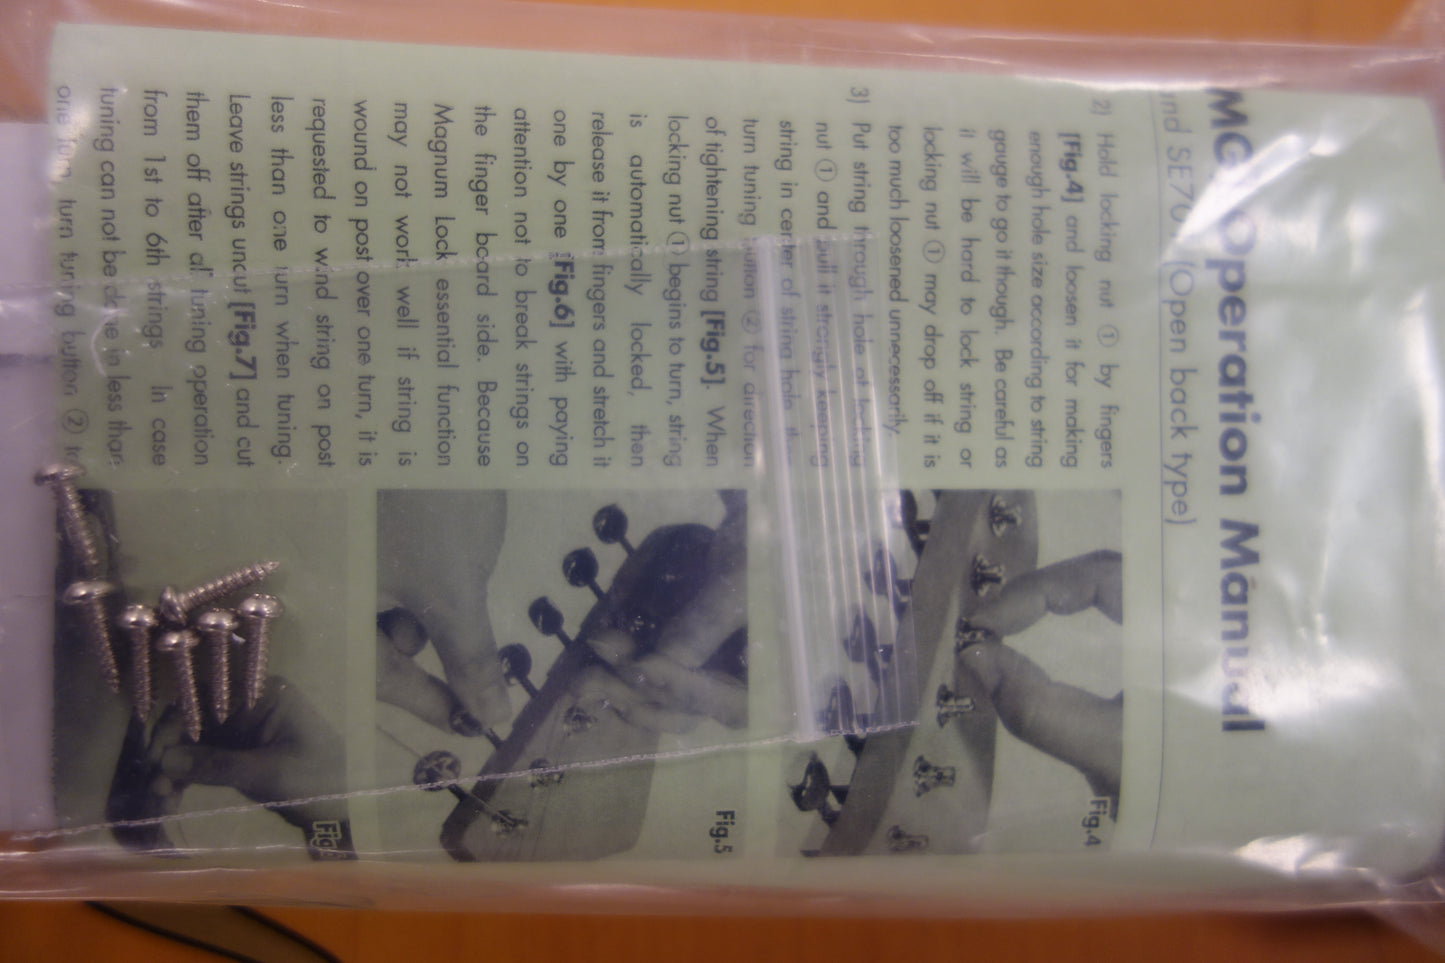 MG Operation Manual
and SE70 (Open back type)
2) Hold locking nut ① by fingers
[Fig.4] and loosen it for making
enough hole size according to string
gauge to go it though. Be careful as
it will be hard to lock string or
locking nut ① may drop off if it is
too much loosened unnecessarily.
3) Put string through hole of locking
nut ① and pull it strongly keeping
string in center of string hole, then
turn tuning button ② for direction
of tightening string [Fig.5]. When
locking nut ① begins to turn, string
is automatically locked, then
release it from fingers and stretch it
one by one [Fig.6] with paying
attention not to break strings on
the finger board side. Because
Magnum Lock essential function
may not work well if string is
wound on post over one turn, it is
requested to wind string on post
less than one turn when tuning.
Leave strings uncut [Fig.7] and cut
them off after all tuning operation
from 1st to 6th strings In case
tuning can not be done in less than
one turn, turn tuning button ②
Fig.4
Fig.5
Fig